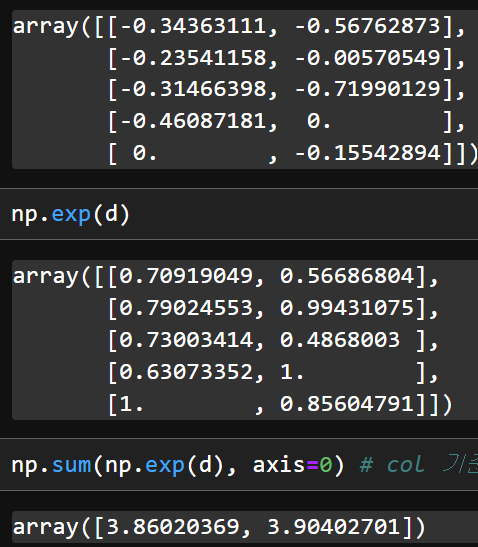 array([[-0.34363111, -0.56762873],
       [-0.23541158, -0.00570549],
       [-0.31466398, -0.71990129],
       [-0.46087181,  0.        ],
       [ 0.        , -0.15542894]])
np.exp(d)
array([[0.70919049, 0.56686804],
       [0.79024553, 0.99431075],
       [0.73003414, 0.4868003 ],
       [0.63073352, 1.        ],
       [1.        , 0.85604791]])
np.sum(np.exp(d), axis=0) # col 기준
array([3.86020369, 3.90402701])